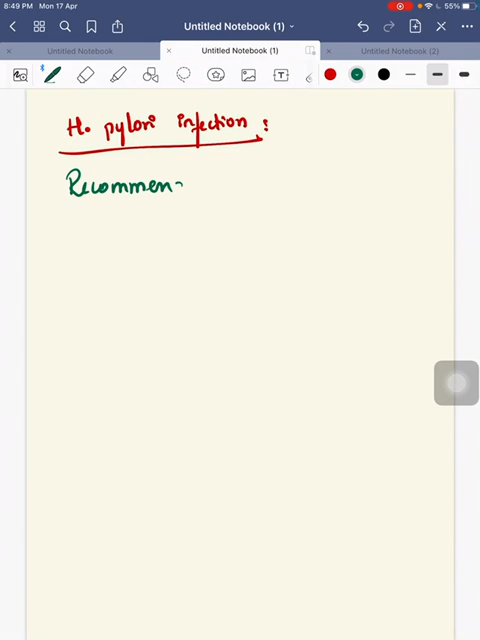 8:49 PM Mon 17 Apr 55%
Untitled Notebook (1)
Untitled Notebook
Untitled Notebook (1)
Untitled Notebook (2)
T
H. pylori infection :
Recommen